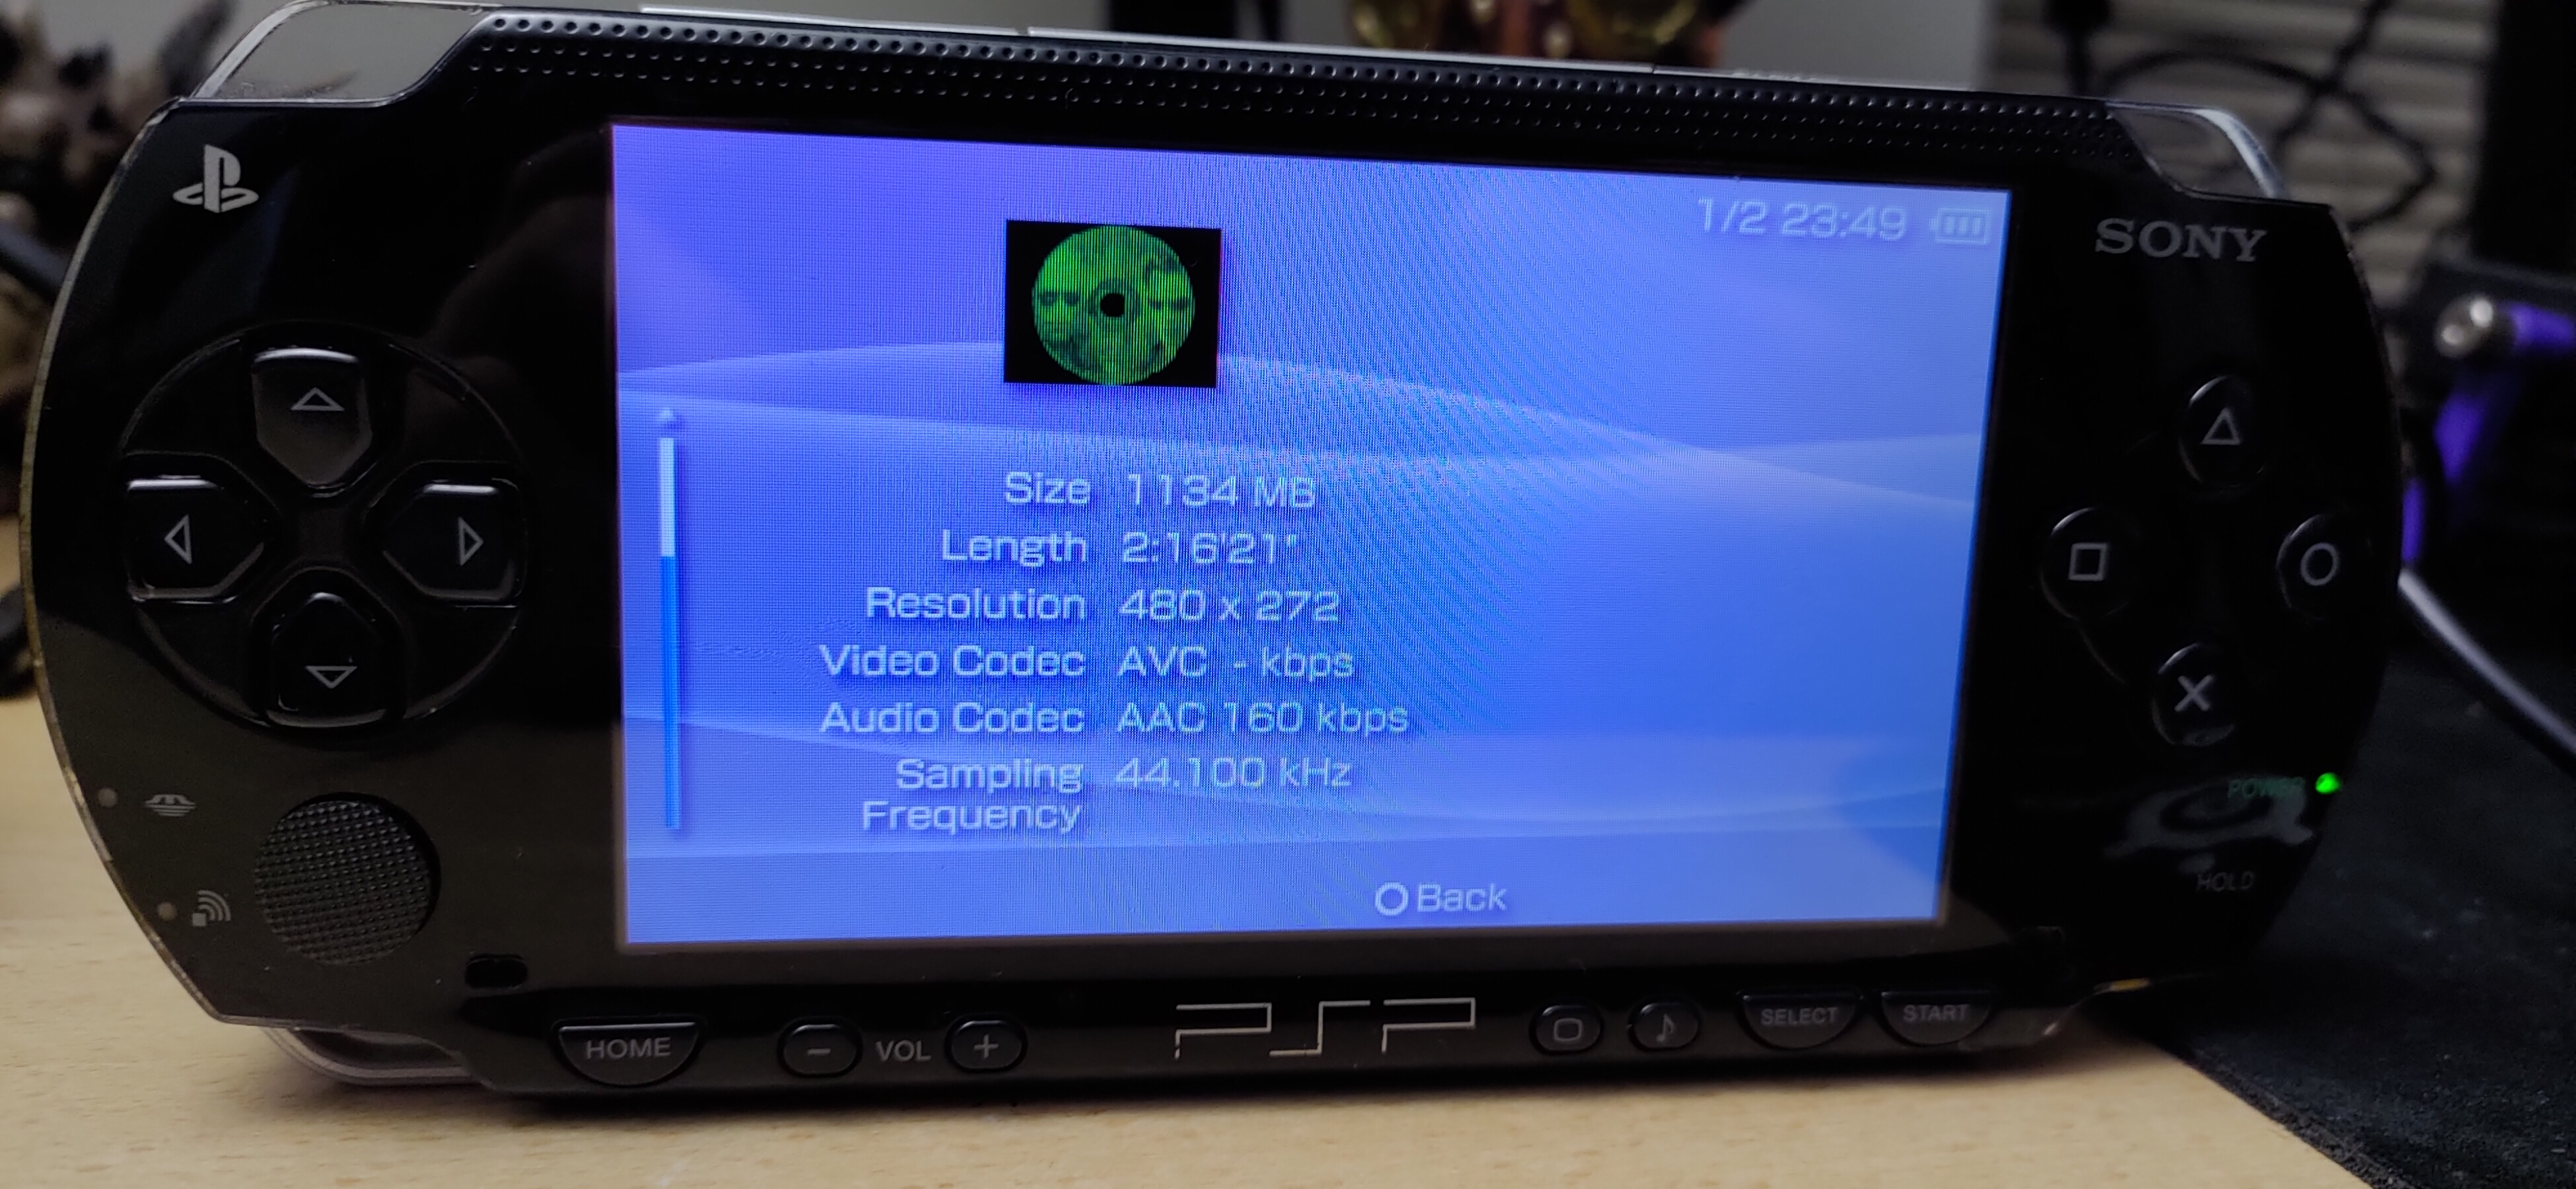 1/2 23:49
SONY
Size 1134 MB
Length 2:16'21"
Resolution 480 x 272
Video Codec AVC - kbps
Audio Codec AAC 160 kbps
Sampling 44.100 kHz
Frequency
POWER
HOLD
Back
HOME
- VOL +
PSP
SELECT
START